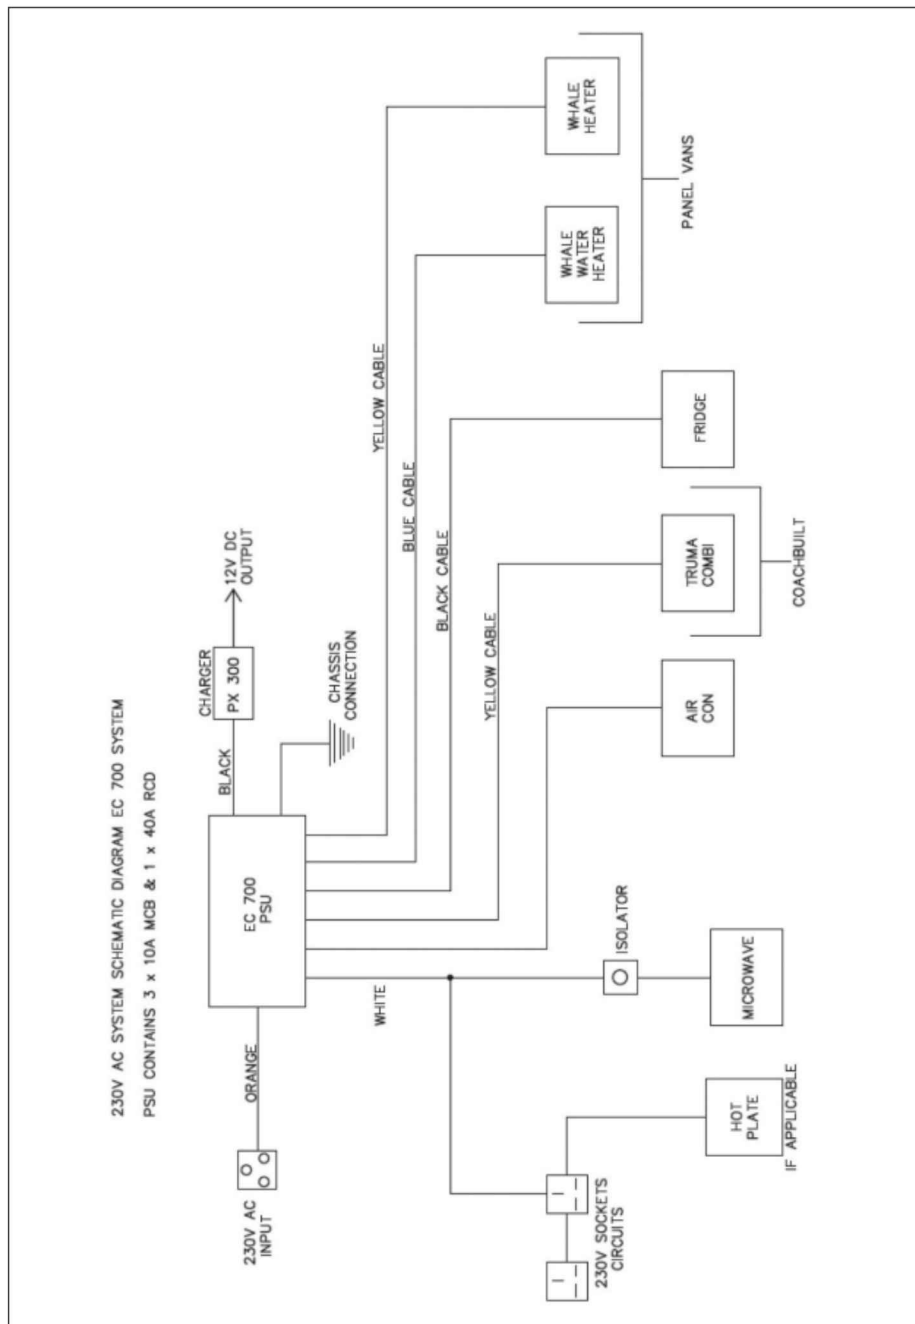 230V AC SYSTEM SCHEMATIC DIAGRAM EC 700 SYSTEM
PSU CONTAINS 3 x 10A MCB & 1 x 40A RCD
230V AC
INPUT
ORANGE
EC 700
PSU
BLACK
CHARGER
PX 300
12V DC
OUTPUT
CHASSIS
CONNECTION
WHITE
YELLOW CABLE
BLUE CABLE
BLACK CABLE
YELLOW CABLE
230V SOCKETS
CIRCUITS
HOT
PLATE
IF APPLICABLE
ISOLATOR
MICROWAVE
AIR
CON
TRUMA
COMBI
COACHBUILT
FRIDGE
WHALE
WATER
HEATER
WHALE
HEATER
PANEL VANS